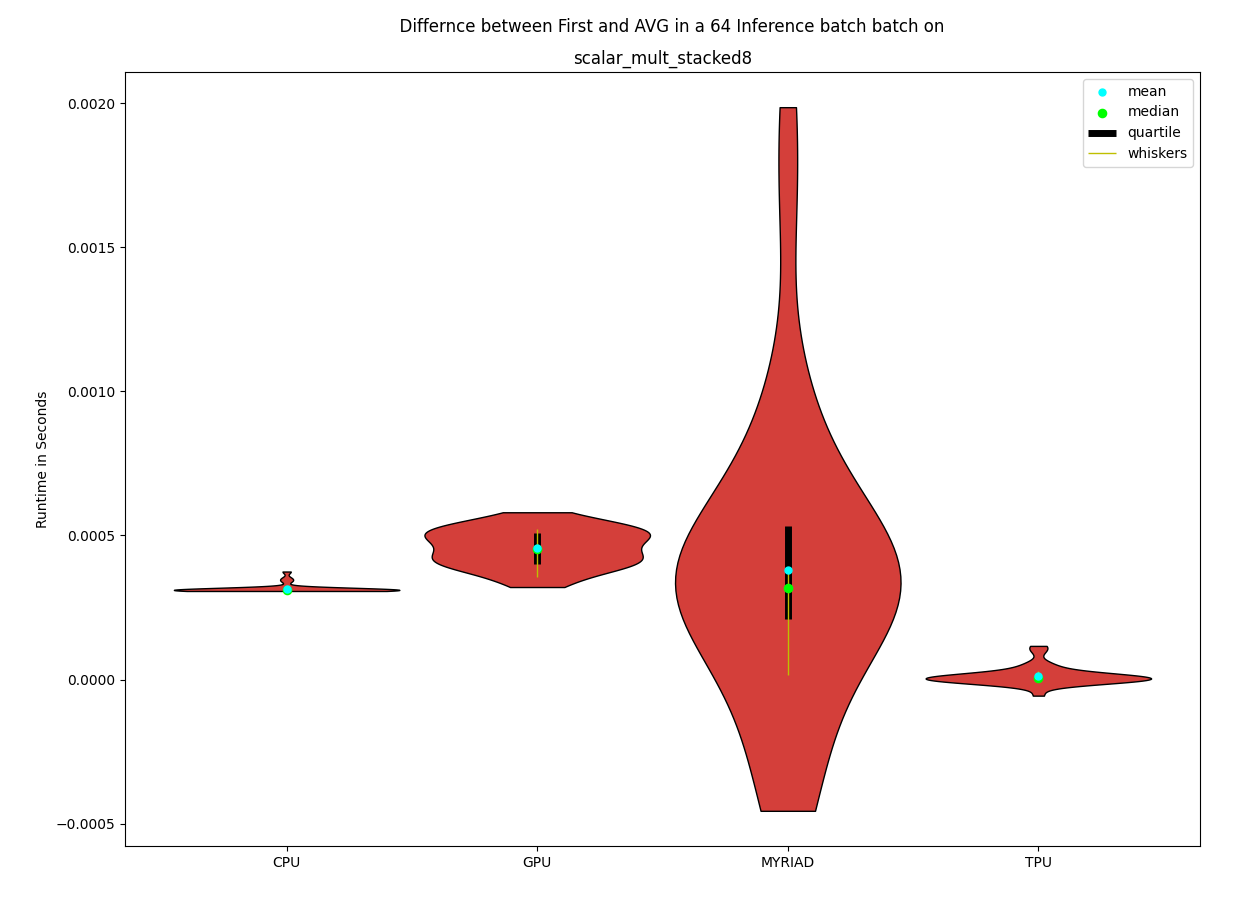 Differnce between First and AVG in a 64 Inference batch batch on
scalar_mult_stacked8
0.0020
0.0015
0.0010
0.0005
0.0000
−0.0005
Runtime in Seconds
mean
median
quartile
whiskers
CPU
GPU
MYRIAD
TPU